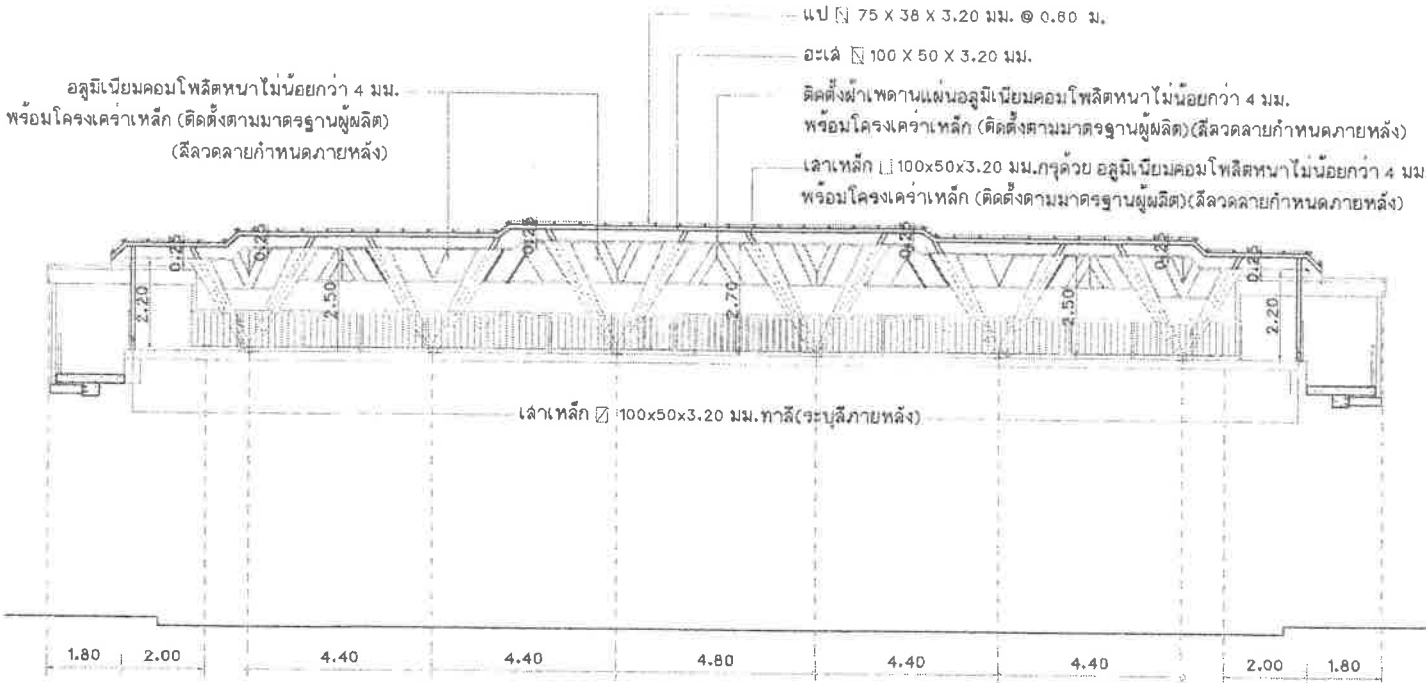 แป 75 X 38 X 3.20 มม. @ 0.80 ม.
อะเส 100 X 50 X 3.20 มม.
อลูมิเนียมคอมโพสิตหนาไม่น้อยกว่า 4 มม.
พร้อมโครงเคร่าเหล็ก (ติดตั้งตามมาตรฐานผู้ผลิต)
(สีลวดลายกำหนดภายหลัง)
ติดตั้งฝ้าเพดานแผ่นอลูมิเนียมคอมโพสิตหนาไม่น้อยกว่า 4 มม.
พร้อมโครงเคร่าเหล็ก (ติดตั้งตามมาตรฐานผู้ผลิต)(สีลวดลายกำหนดภายหลัง)
เสาเหล็ก 100x50x3.20 มม.กรุด้วย อลูมิเนียมคอมโพสิตหนาไม่น้อยกว่า 4 มม
พร้อมโครงเคร่าเหล็ก (ติดตั้งตามมาตรฐานผู้ผลิต)(สีลวดลายกำหนดภายหลัง)
0.25 0.25 0.25 0.25 0.25 0.25
2.20 2.50 2.70 2.50 2.20
เสาเหล็ก 100x50x3.20 มม.ทาสี(ระบุสีภายหลัง)
1.80 2.00 4.40 4.40 4.80 4.40 4.40 2.00 1.80